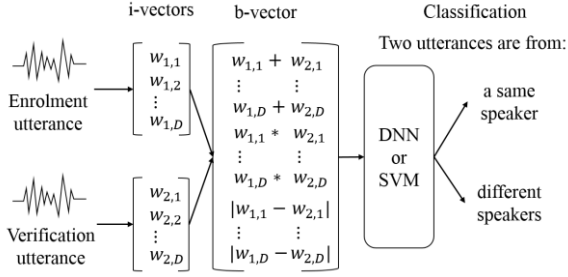 i-vectors
b-vector
Classification
Two utterances are from:
Enrolment
utterance
w₁,₁
w₁,₂
⋮
w₁,D
Verification
utterance
w₂,₁
w₂,₂
⋮
w₂,D
w₁,₁ + w₂,₁
⋮ ⋮
w₁,D + w₂,D
w₁,₁ * w₂,₁
⋮ ⋮
w₁,D * w₂,D
|w₁,₁ − w₂,₁|
⋮ ⋮
|w₁,D − w₂,D|
DNN
or
SVM
a same
speaker
different
speakers